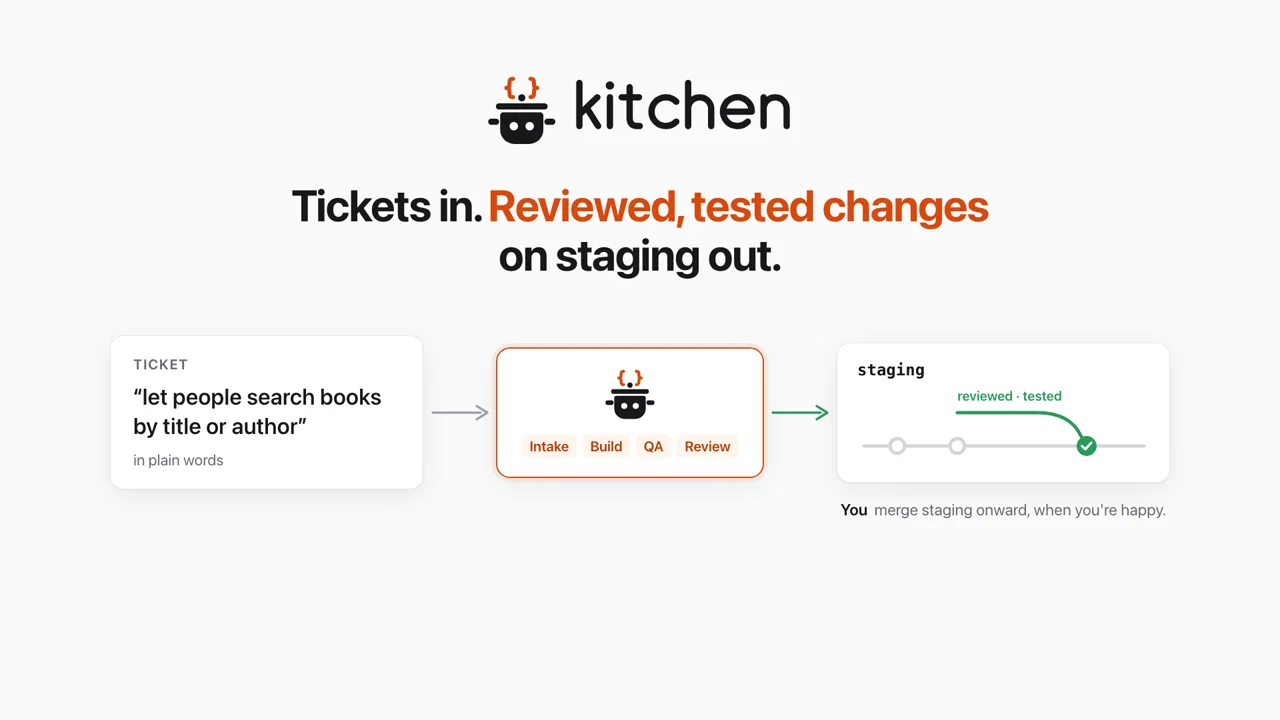 kitchen
Tickets in. Reviewed, tested changes
on staging out.
TICKET
“let people search books
by title or author”
in plain words
Intake Build QA Review
staging
reviewed · tested
You merge staging onward, when you're happy.